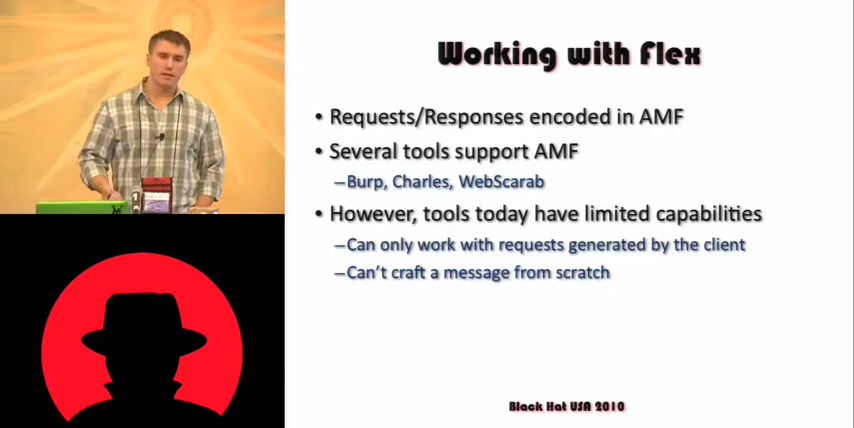 Working with Flex
• Requests/Responses encoded in AMF
• Several tools support AMF
–Burp, Charles, WebScarab
• However, tools today have limited capabilities
–Can only work with requests generated by the client
–Can't craft a message from scratch
Black Hat USA 2010